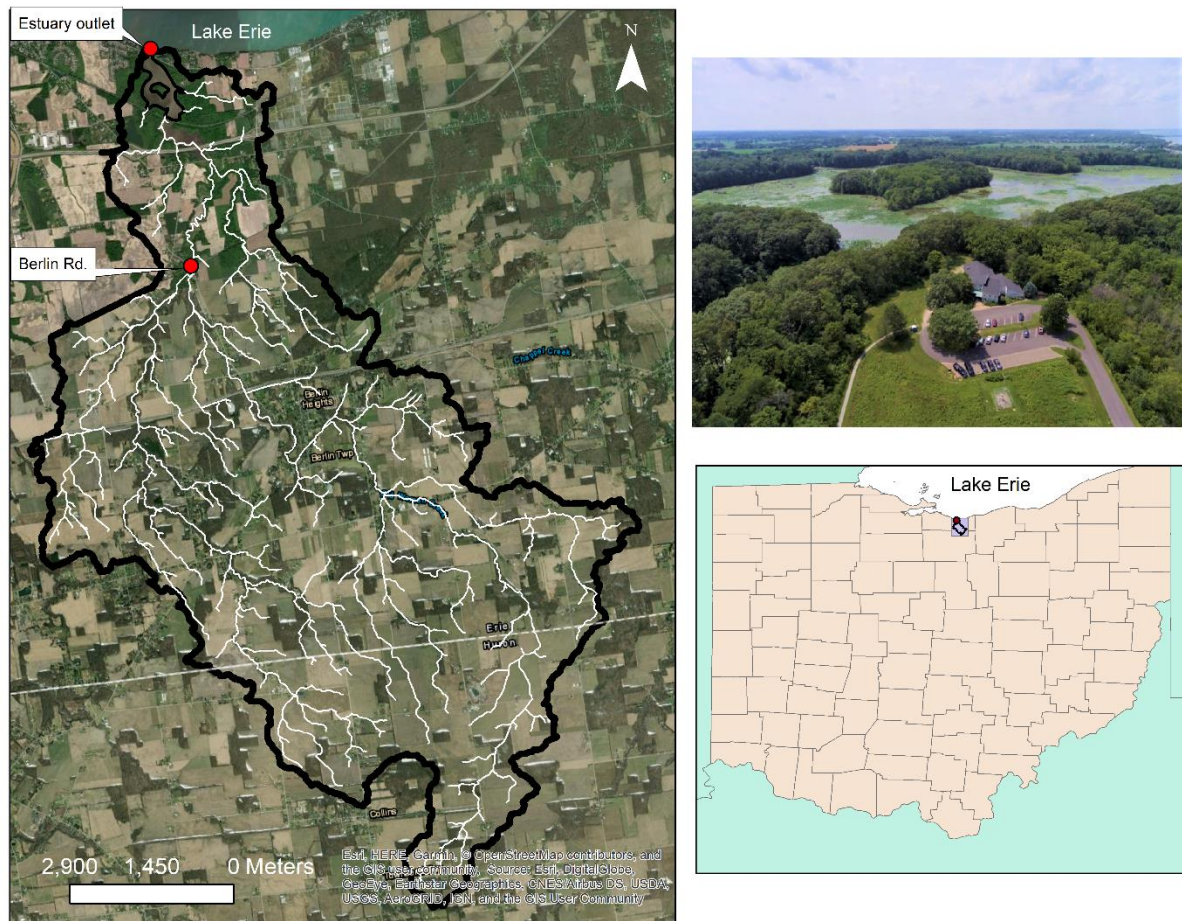 Estuary outlet
Lake Erie
N
Berlin Rd.
Chappel Creek
Berlin
Heights
Berlin Twp
Erie
Huron
Collins
2,900 1,450 0 Meters
Esri, HERE, Garmin, © OpenStreetMap contributors, and
the GIS user community, Source: Esri, DigitalGlobe,
GeoEye, Earthstar Geographics, CNES/Airbus DS, USDA,
USGS, AeroGRID, IGN, and the GIS User Community
Lake Erie